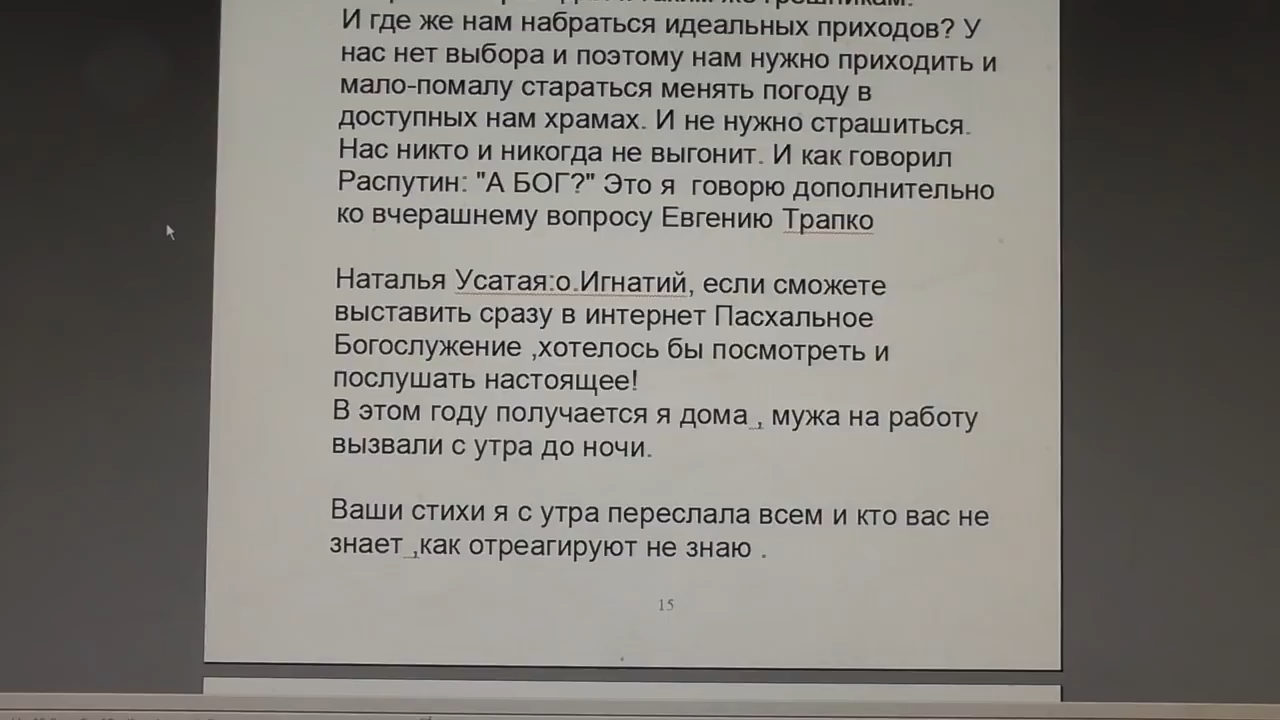 И где же нам набраться идеальных приходов? У
нас нет выбора и поэтому нам нужно приходить и
мало-помалу стараться менять погоду в
доступных нам храмах. И не нужно страшиться.
Нас никто и никогда не выгонит. И как говорил
Распутин: "А БОГ?" Это я  говорю дополнительно
ко вчерашнему вопросу Евгению Трапко
Наталья Усатая:о.Игнатий, если сможете
выставить сразу в интернет Пасхальное
Богослужение ,хотелось бы посмотреть и
послушать настоящее!
В этом году получается я дома , мужа на работу
вызвали с утра до ночи.
Ваши стихи я с утра переслала всем и кто вас не
знает ,как отреагируют не знаю .
15